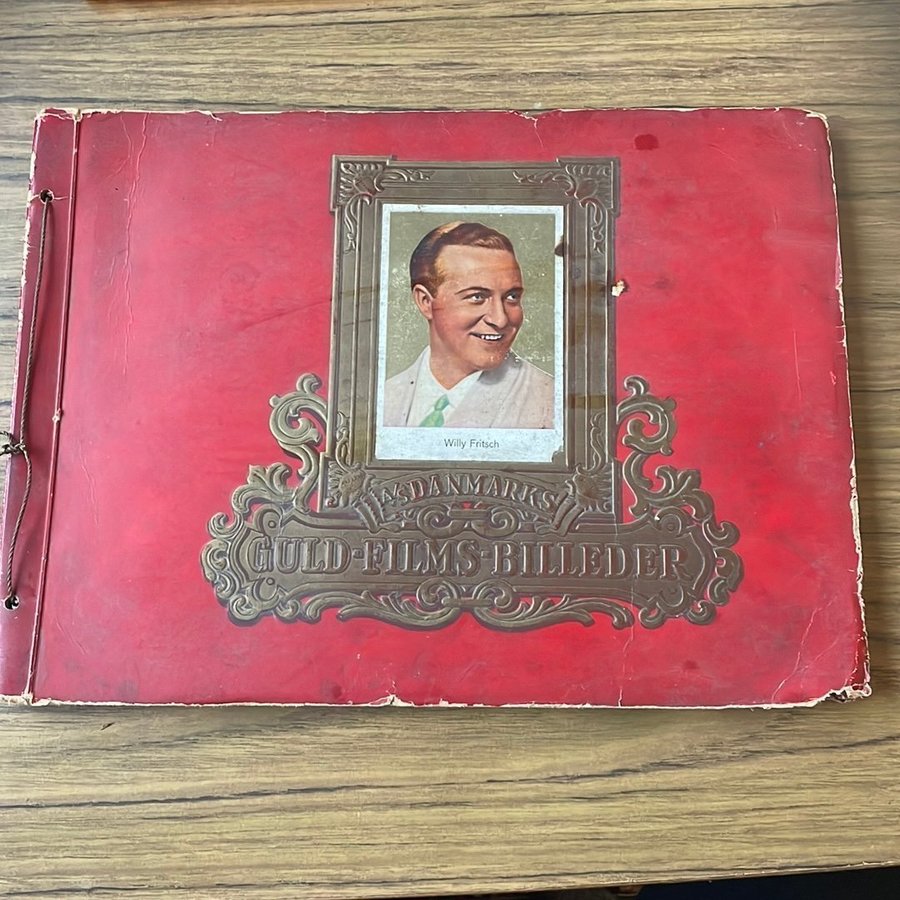 Willy Fritsch
A/S DANMARKS
GULD-FILMS-BILLEDER